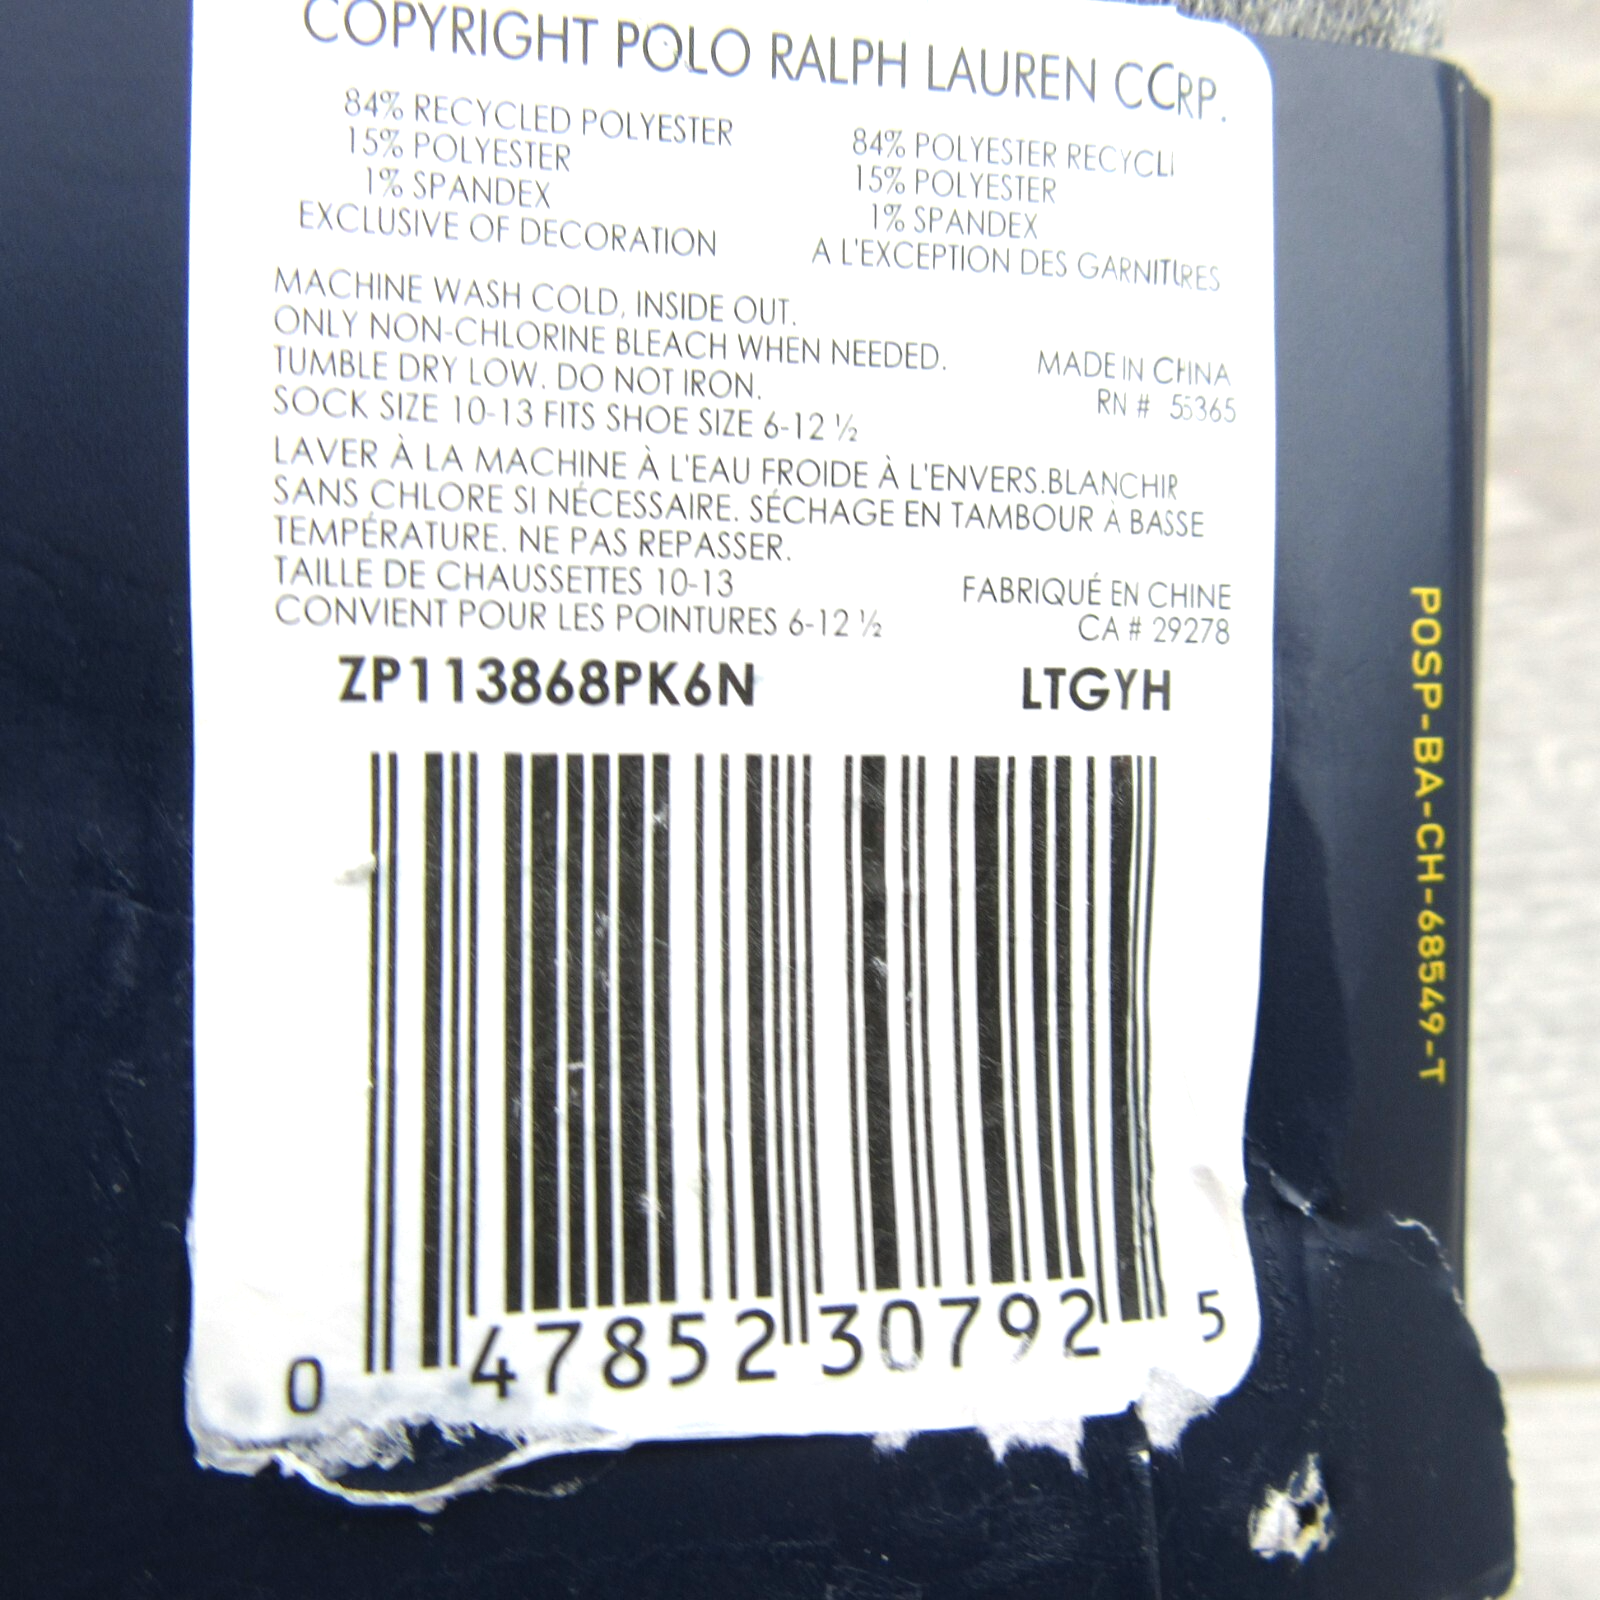 COPYRIGHT POLO RALPH LAUREN CCRP.
84% RECYCLED POLYESTER
15% POLYESTER
1% SPANDEX
EXCLUSIVE OF DECORATION
84% POLYESTER RECYCLI
15% POLYESTER
1% SPANDEX
A L'EXCEPTION DES GARNITURES
MACHINE WASH COLD, INSIDE OUT.
ONLY NON-CHLORINE BLEACH WHEN NEEDED.
TUMBLE DRY LOW. DO NOT IRON.
SOCK SIZE 10-13 FITS SHOE SIZE 6-12 ½
MADE IN CHINA
RN # 55365
LAVER À LA MACHINE À L'EAU FROIDE À L'ENVERS.BLANCHIR
SANS CHLORE SI NÉCESSAIRE. SÉCHAGE EN TAMBOUR À BASSE
TEMPÉRATURE. NE PAS REPASSER.
TAILLE DE CHAUSSETTES 10-13
CONVIENT POUR LES POINTURES 6-12 ½
FABRIQUÉ EN CHINE
CA # 29278
ZP113868PK6N LTGYH
0 47852 30792 5
POSP-BA-CH-68549-T